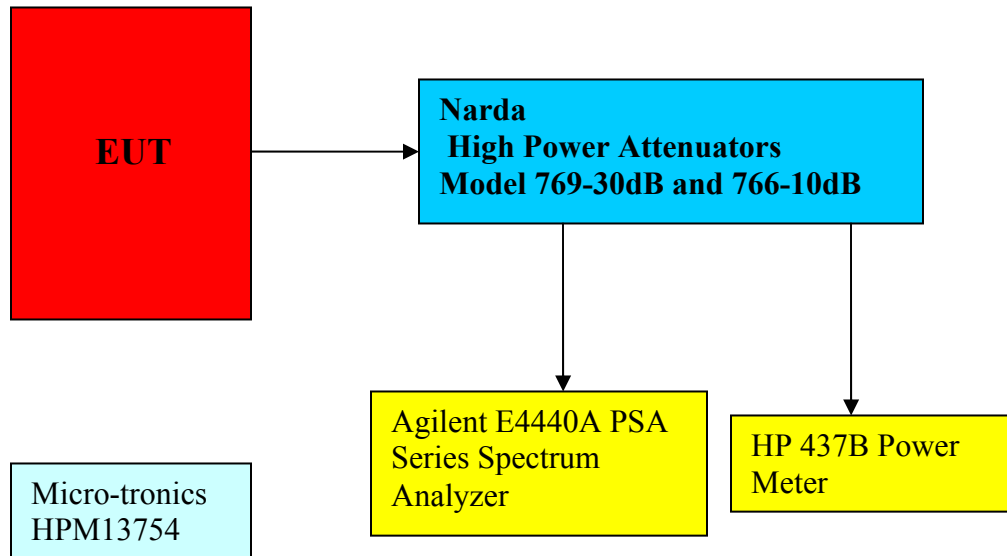 EUT
Narda
High Power Attenuators
Model 769-30dB and 766-10dB
Agilent E4440A PSA
Series Spectrum
Analyzer
HP 437B Power
Meter
Micro-tronics
HPM13754